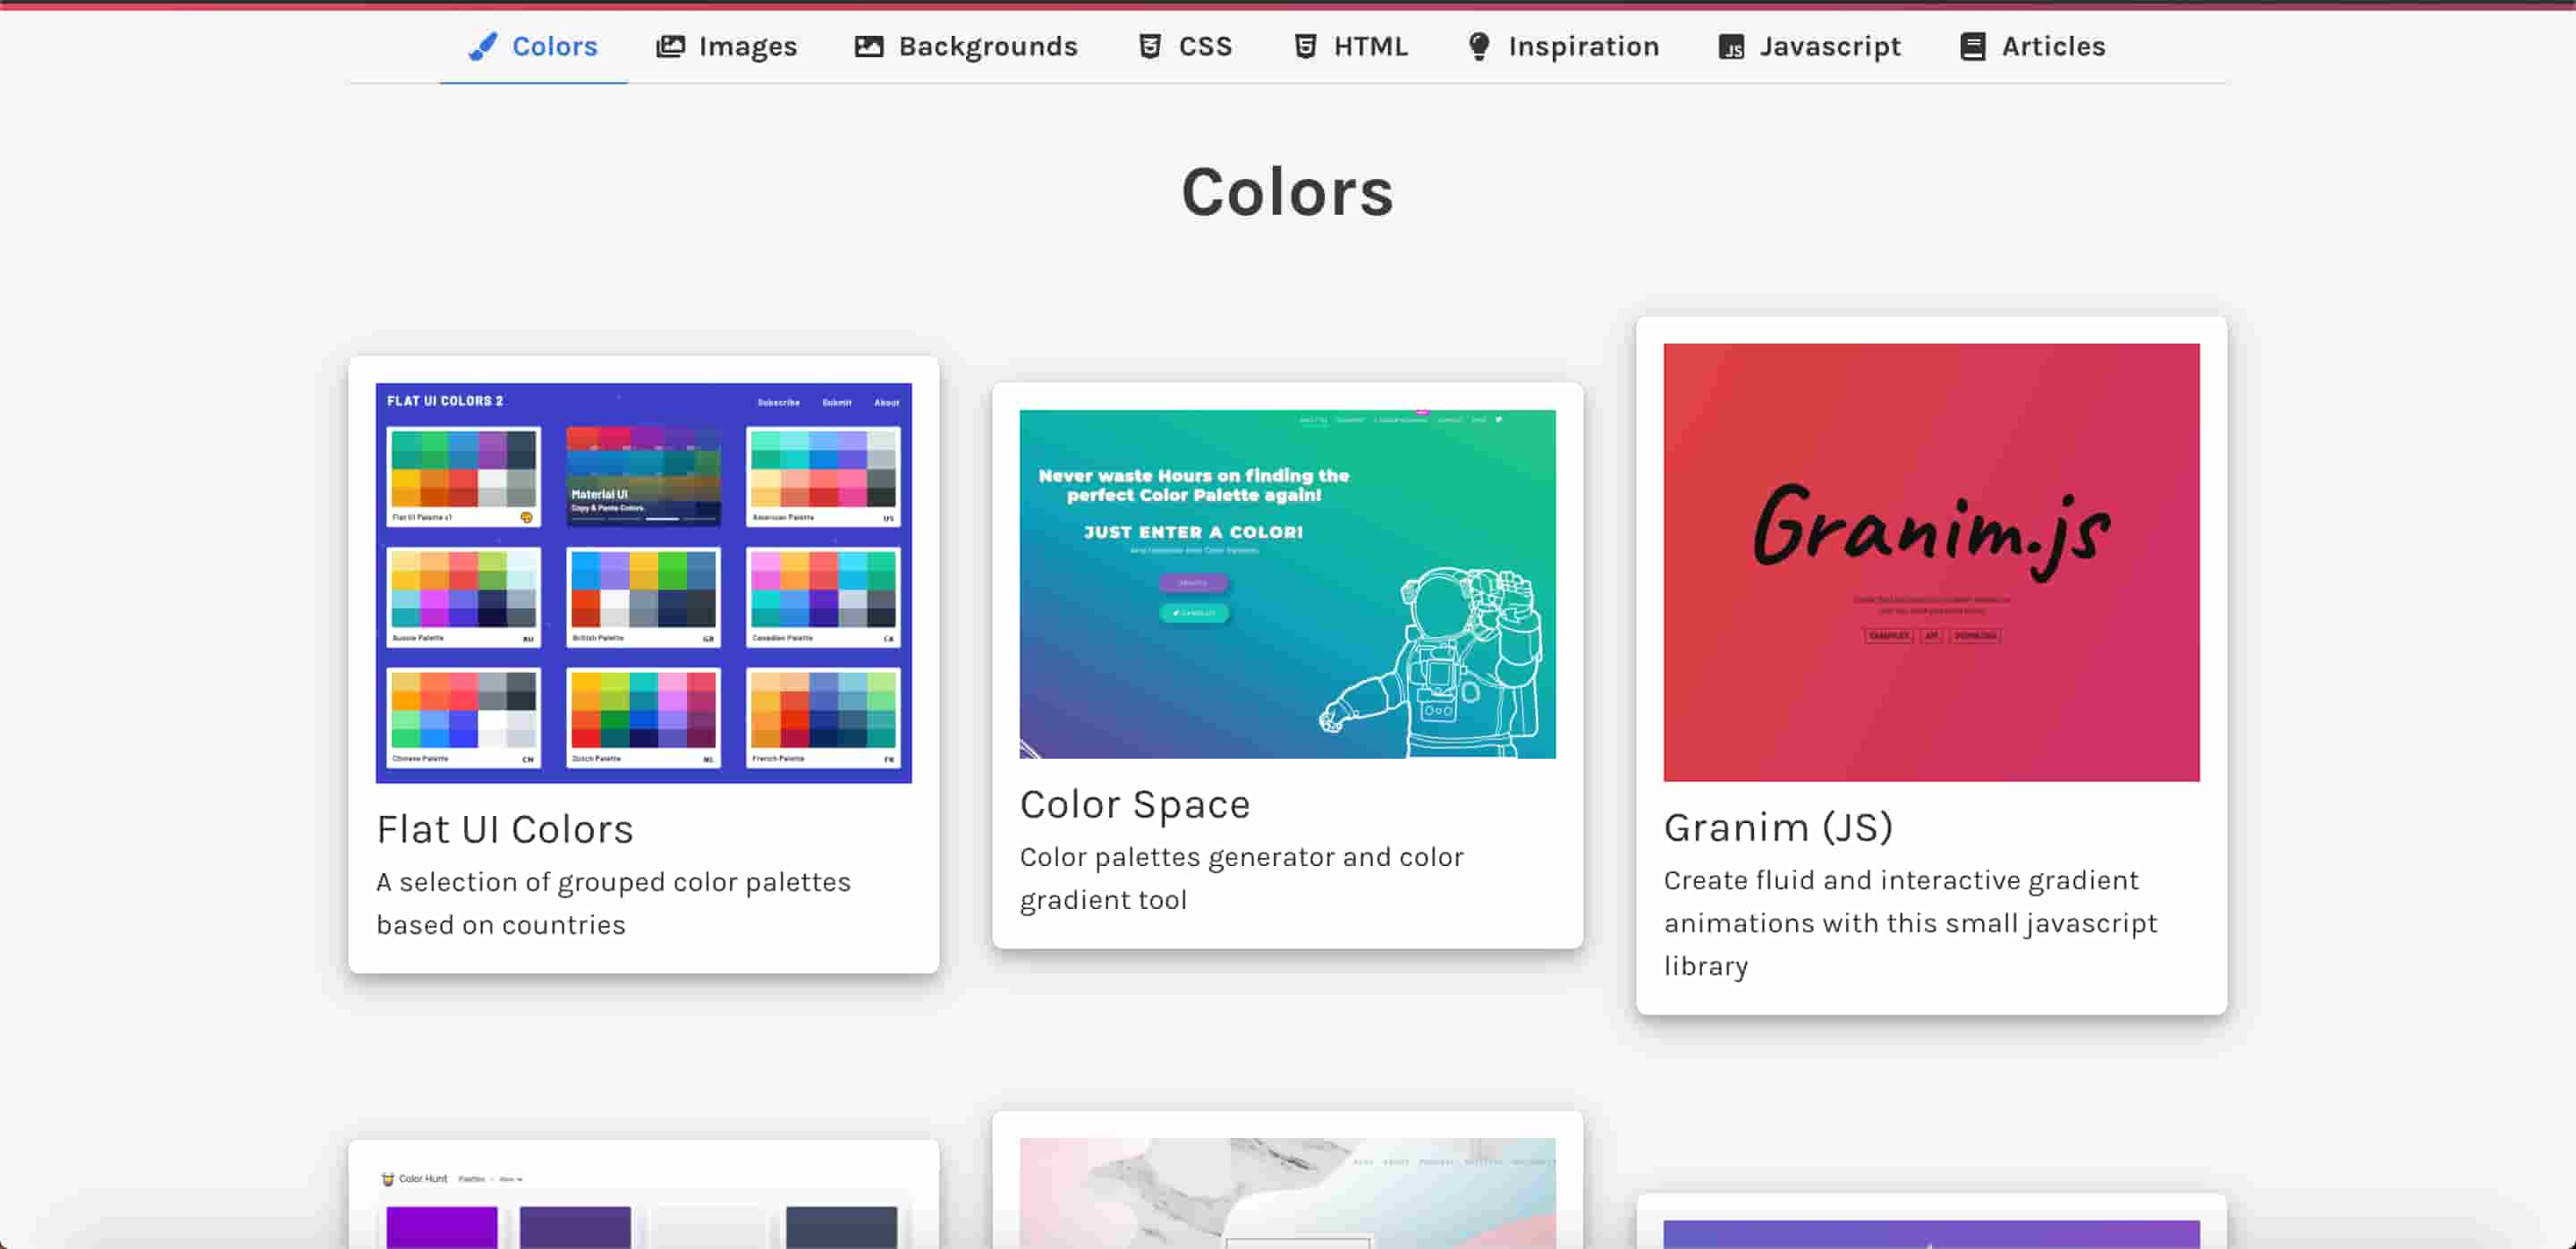 Colors
Images
Backgrounds
CSS
HTML
Inspiration
Javascript
Articles
Colors
FLAT UI COLORS 2
Subscribe
Submit
About
Flat UI Palette v1
Material UI
Copy & Paste Colors.
American Palette
US
Aussie Palette
AU
British Palette
GB
Canadian Palette
CA
Chinese Palette
CN
Dutch Palette
NL
French Palette
FR
Flat UI Colors
A selection of grouped color palettes
based on countries
Never waste Hours on finding the
perfect Color Palette again!
JUST ENTER A COLOR!
Color Space
Color palettes generator and color
gradient tool
Granim.js
EXAMPLES
API
DOWNLOAD
Granim (JS)
Create fluid and interactive gradient
animations with this small javascript
library
Color Hunt
Palettes